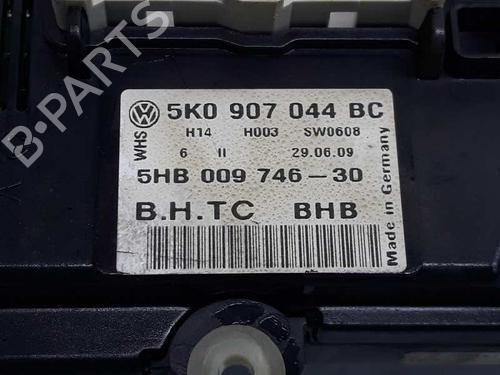 B-PARTS
5K0 907 044 BC
H14 H003 SW0608
6 II 29.06.09
5HB 009 746-30
B.H.TC BHB
WHS
Made in Germany